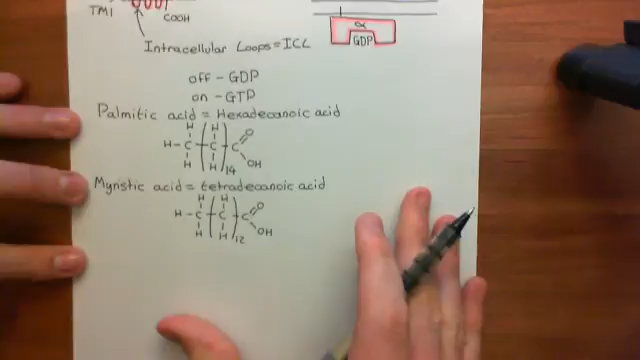 TM1
COOH
Intracellular Loops = ICL
α
GDP
off - GDP
on - GTP
Palmitic acid = Hexadecanoic acid
H H O
H - C - ( C )14 - C
H H OH
Myristic acid = tetradecanoic acid
H H O
H - C - ( C )12 - C
H H OH